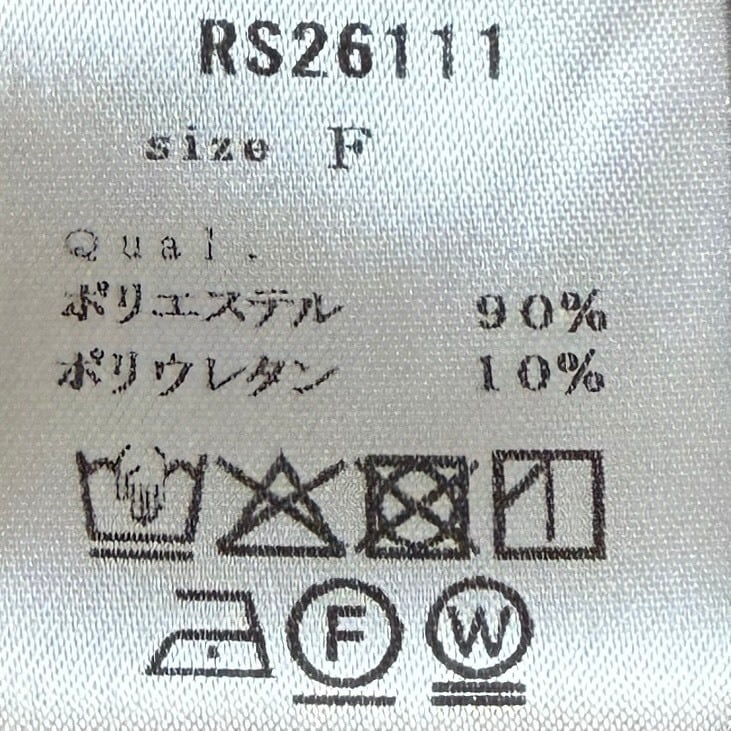 RS26111
size F
Qual.
ポリエステル 90%
ポリウレタン 10%
F W